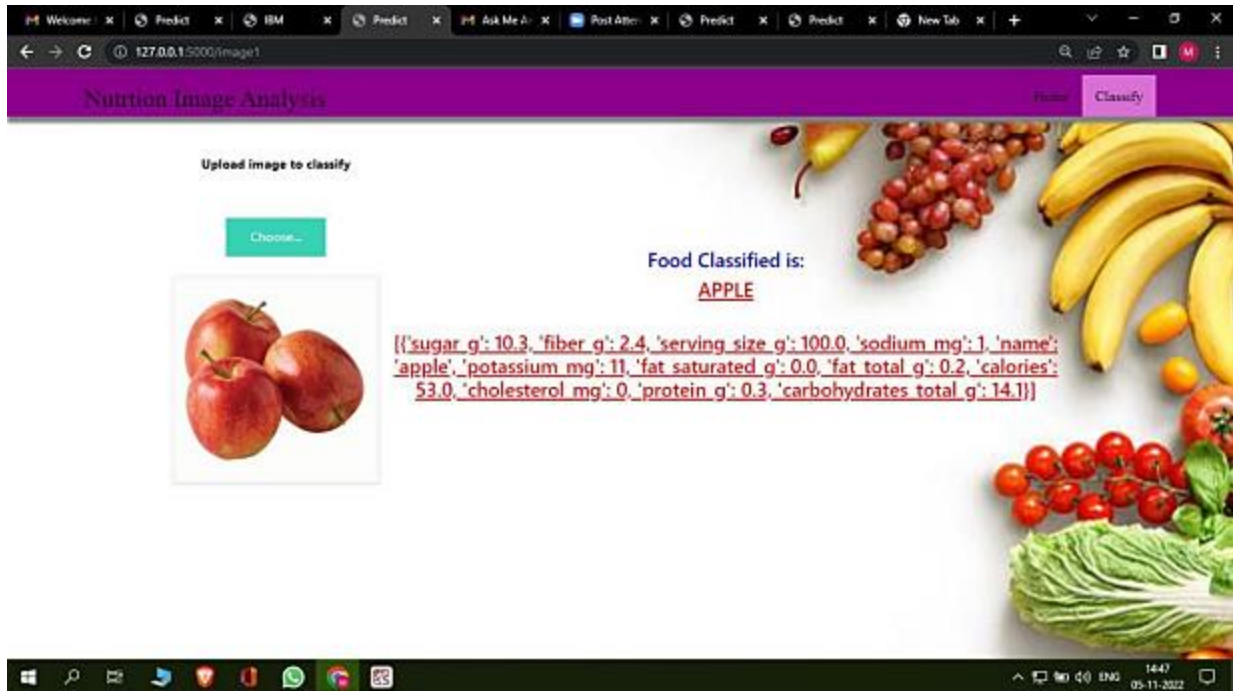 Welcome
Predict
IBM
Predict
Ask Me A
Post Atten
Predict
Predict
New Tab
127.0.0.1:5000/image1
M
Nutrtion Image Analysis
Home
Classify
Upload image to classify
Choose...
Food Classified is:
APPLE
[{'sugar_g': 10.3, 'fiber_g': 2.4, 'serving_size_g': 100.0, 'sodium_mg': 1, 'name':
'apple', 'potassium_mg': 11, 'fat_saturated_g': 0.0, 'fat_total_g': 0.2, 'calories':
53.0, 'cholesterol_mg': 0, 'protein_g': 0.3, 'carbohydrates_total_g': 14.1}]
ENG
14:47
05-11-2022